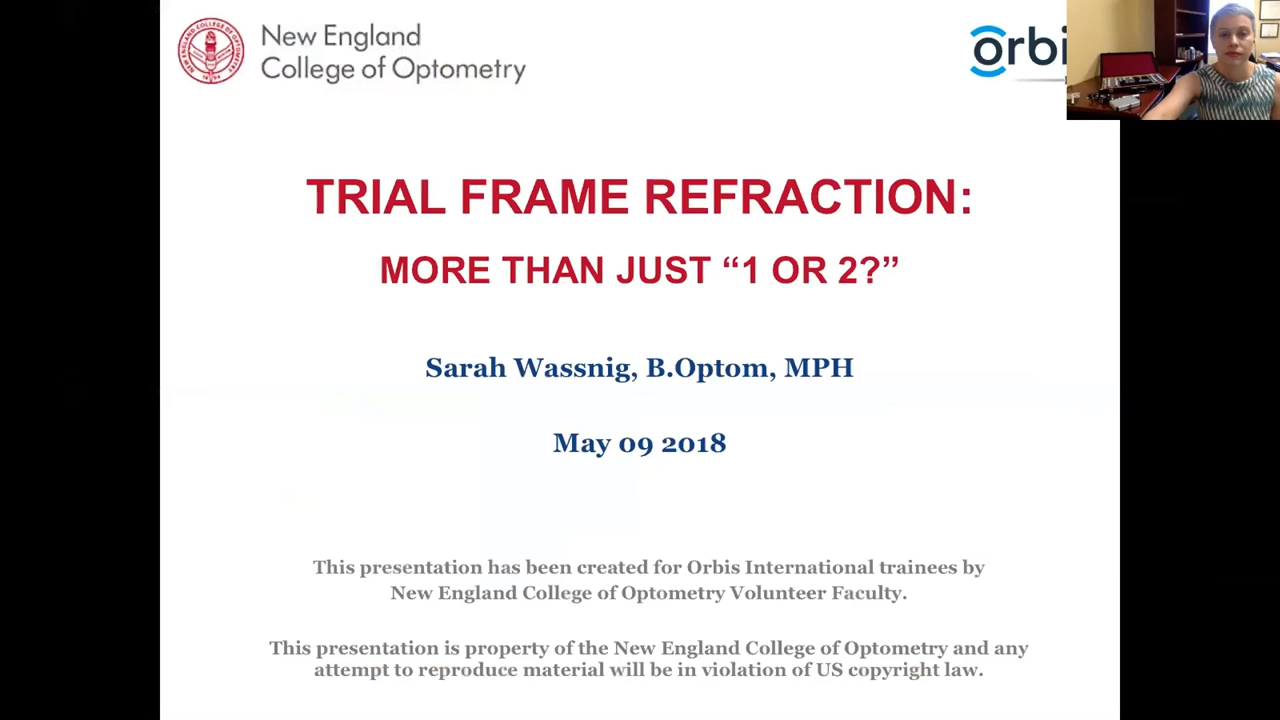 New England
College of Optometry
TRIAL FRAME REFRACTION:
MORE THAN JUST “1 OR 2?”
Sarah Wassnig, B.Optom, MPH
May 09 2018
This presentation has been created for Orbis International trainees by
New England College of Optometry Volunteer Faculty.
This presentation is property of the New England College of Optometry and any
attempt to reproduce material will be in violation of US copyright law.